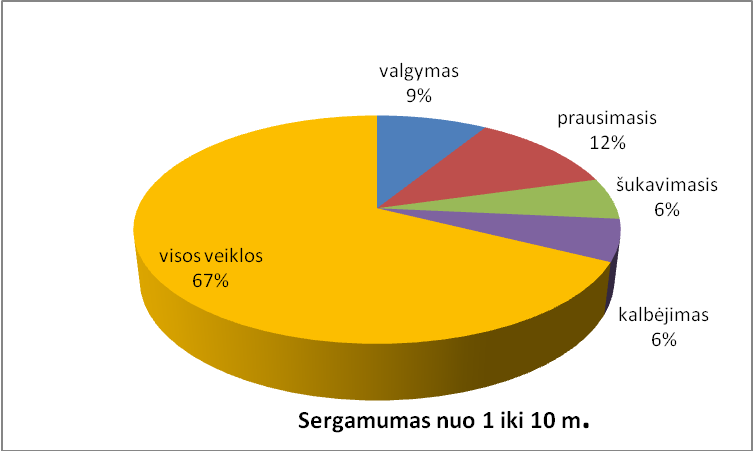 valgymas
9%
prausimasis
12%
šukavimasis
6%
visos veiklos
67%
kalbėjimas
6%
Sergamumas nuo 1 iki 10 m.